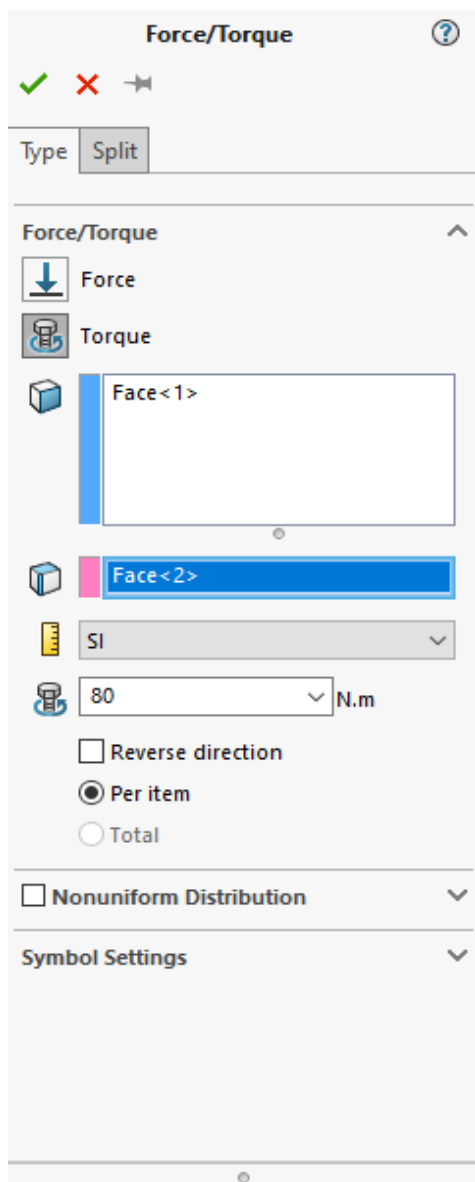 Force/Torque
Type Split
Force/Torque
Force
Torque
Face<1>
Face<2>
SI
80 N.m
Reverse direction
Per item
Total
Nonuniform Distribution
Symbol Settings